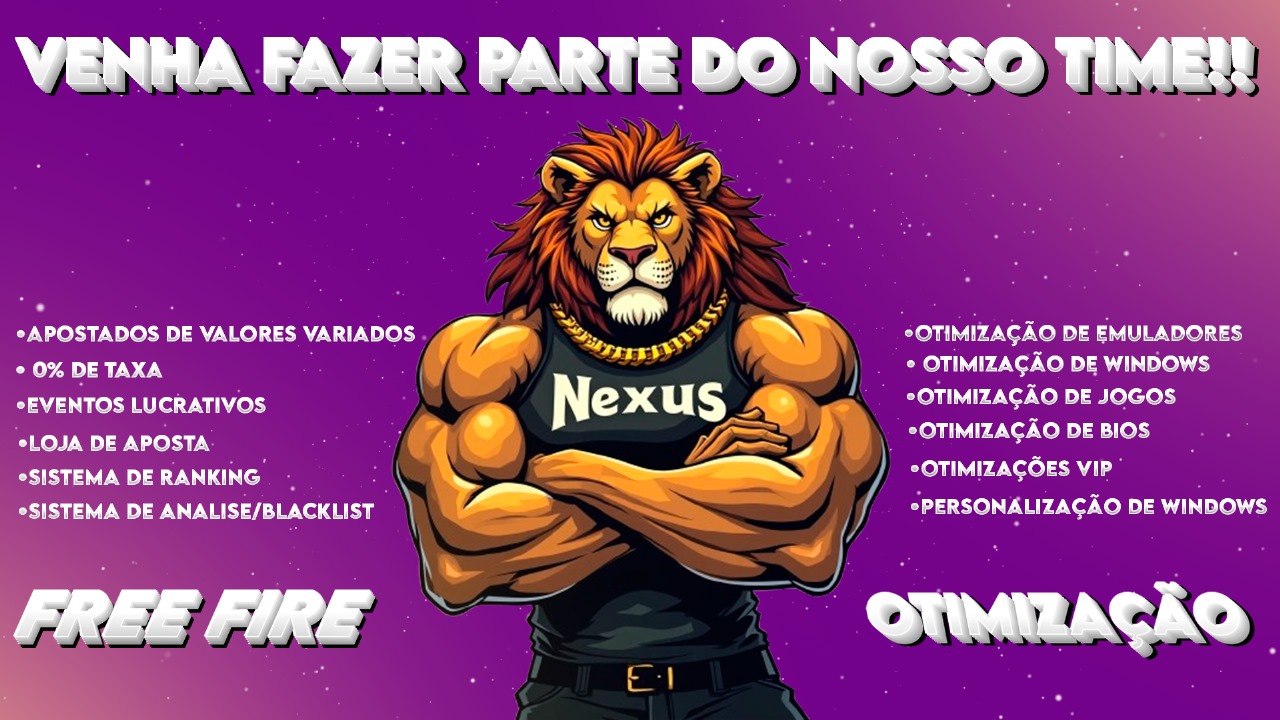 VENHA FAZER PARTE DO NOSSO TIME!!
•APOSTADOS DE VALORES VARIADOS
• 0% DE TAXA
•EVENTOS LUCRATIVOS
•LOJA DE APOSTA
•SISTEMA DE RANKING
•SISTEMA DE ANALISE/BLACKLIST
FREE FIRE
Nexus
•OTIMIZAÇÃO DE EMULADORES
• OTIMIZAÇÃO DE WINDOWS
•OTIMIZAÇÃO DE JOGOS
•OTIMIZAÇÃO DE BIOS
•OTIMIZAÇÕES VIP
•PERSONALIZAÇÃO DE WINDOWS
OTIMIZAÇÃO